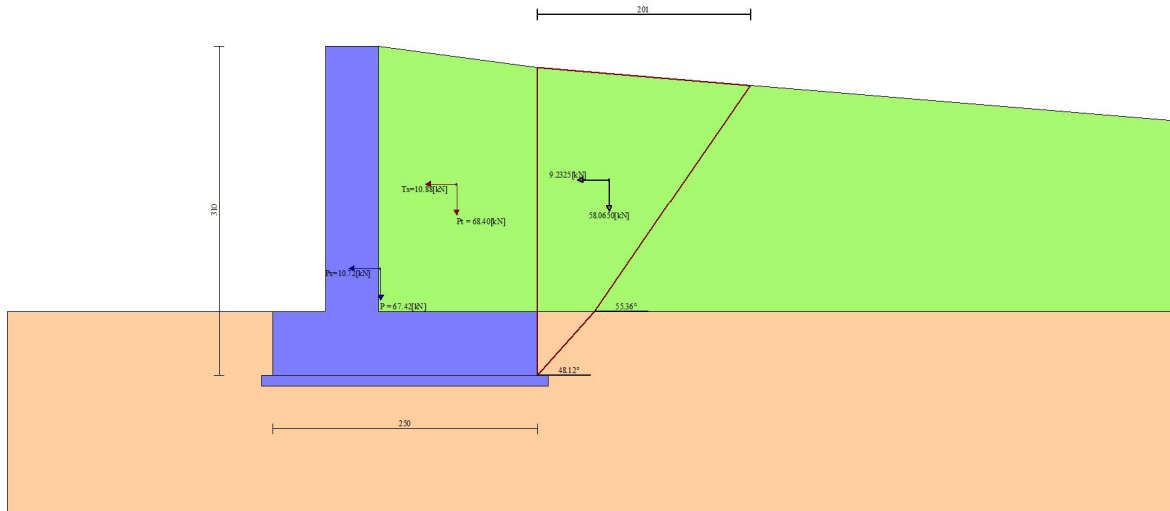 201
310
9.2325[kN]
Tx=10.88[kN]
58.0650[kN]
Pt = 68.40[kN]
Px=10.72[kN]
P = 67.42[kN]
55.36°
48.12°
250